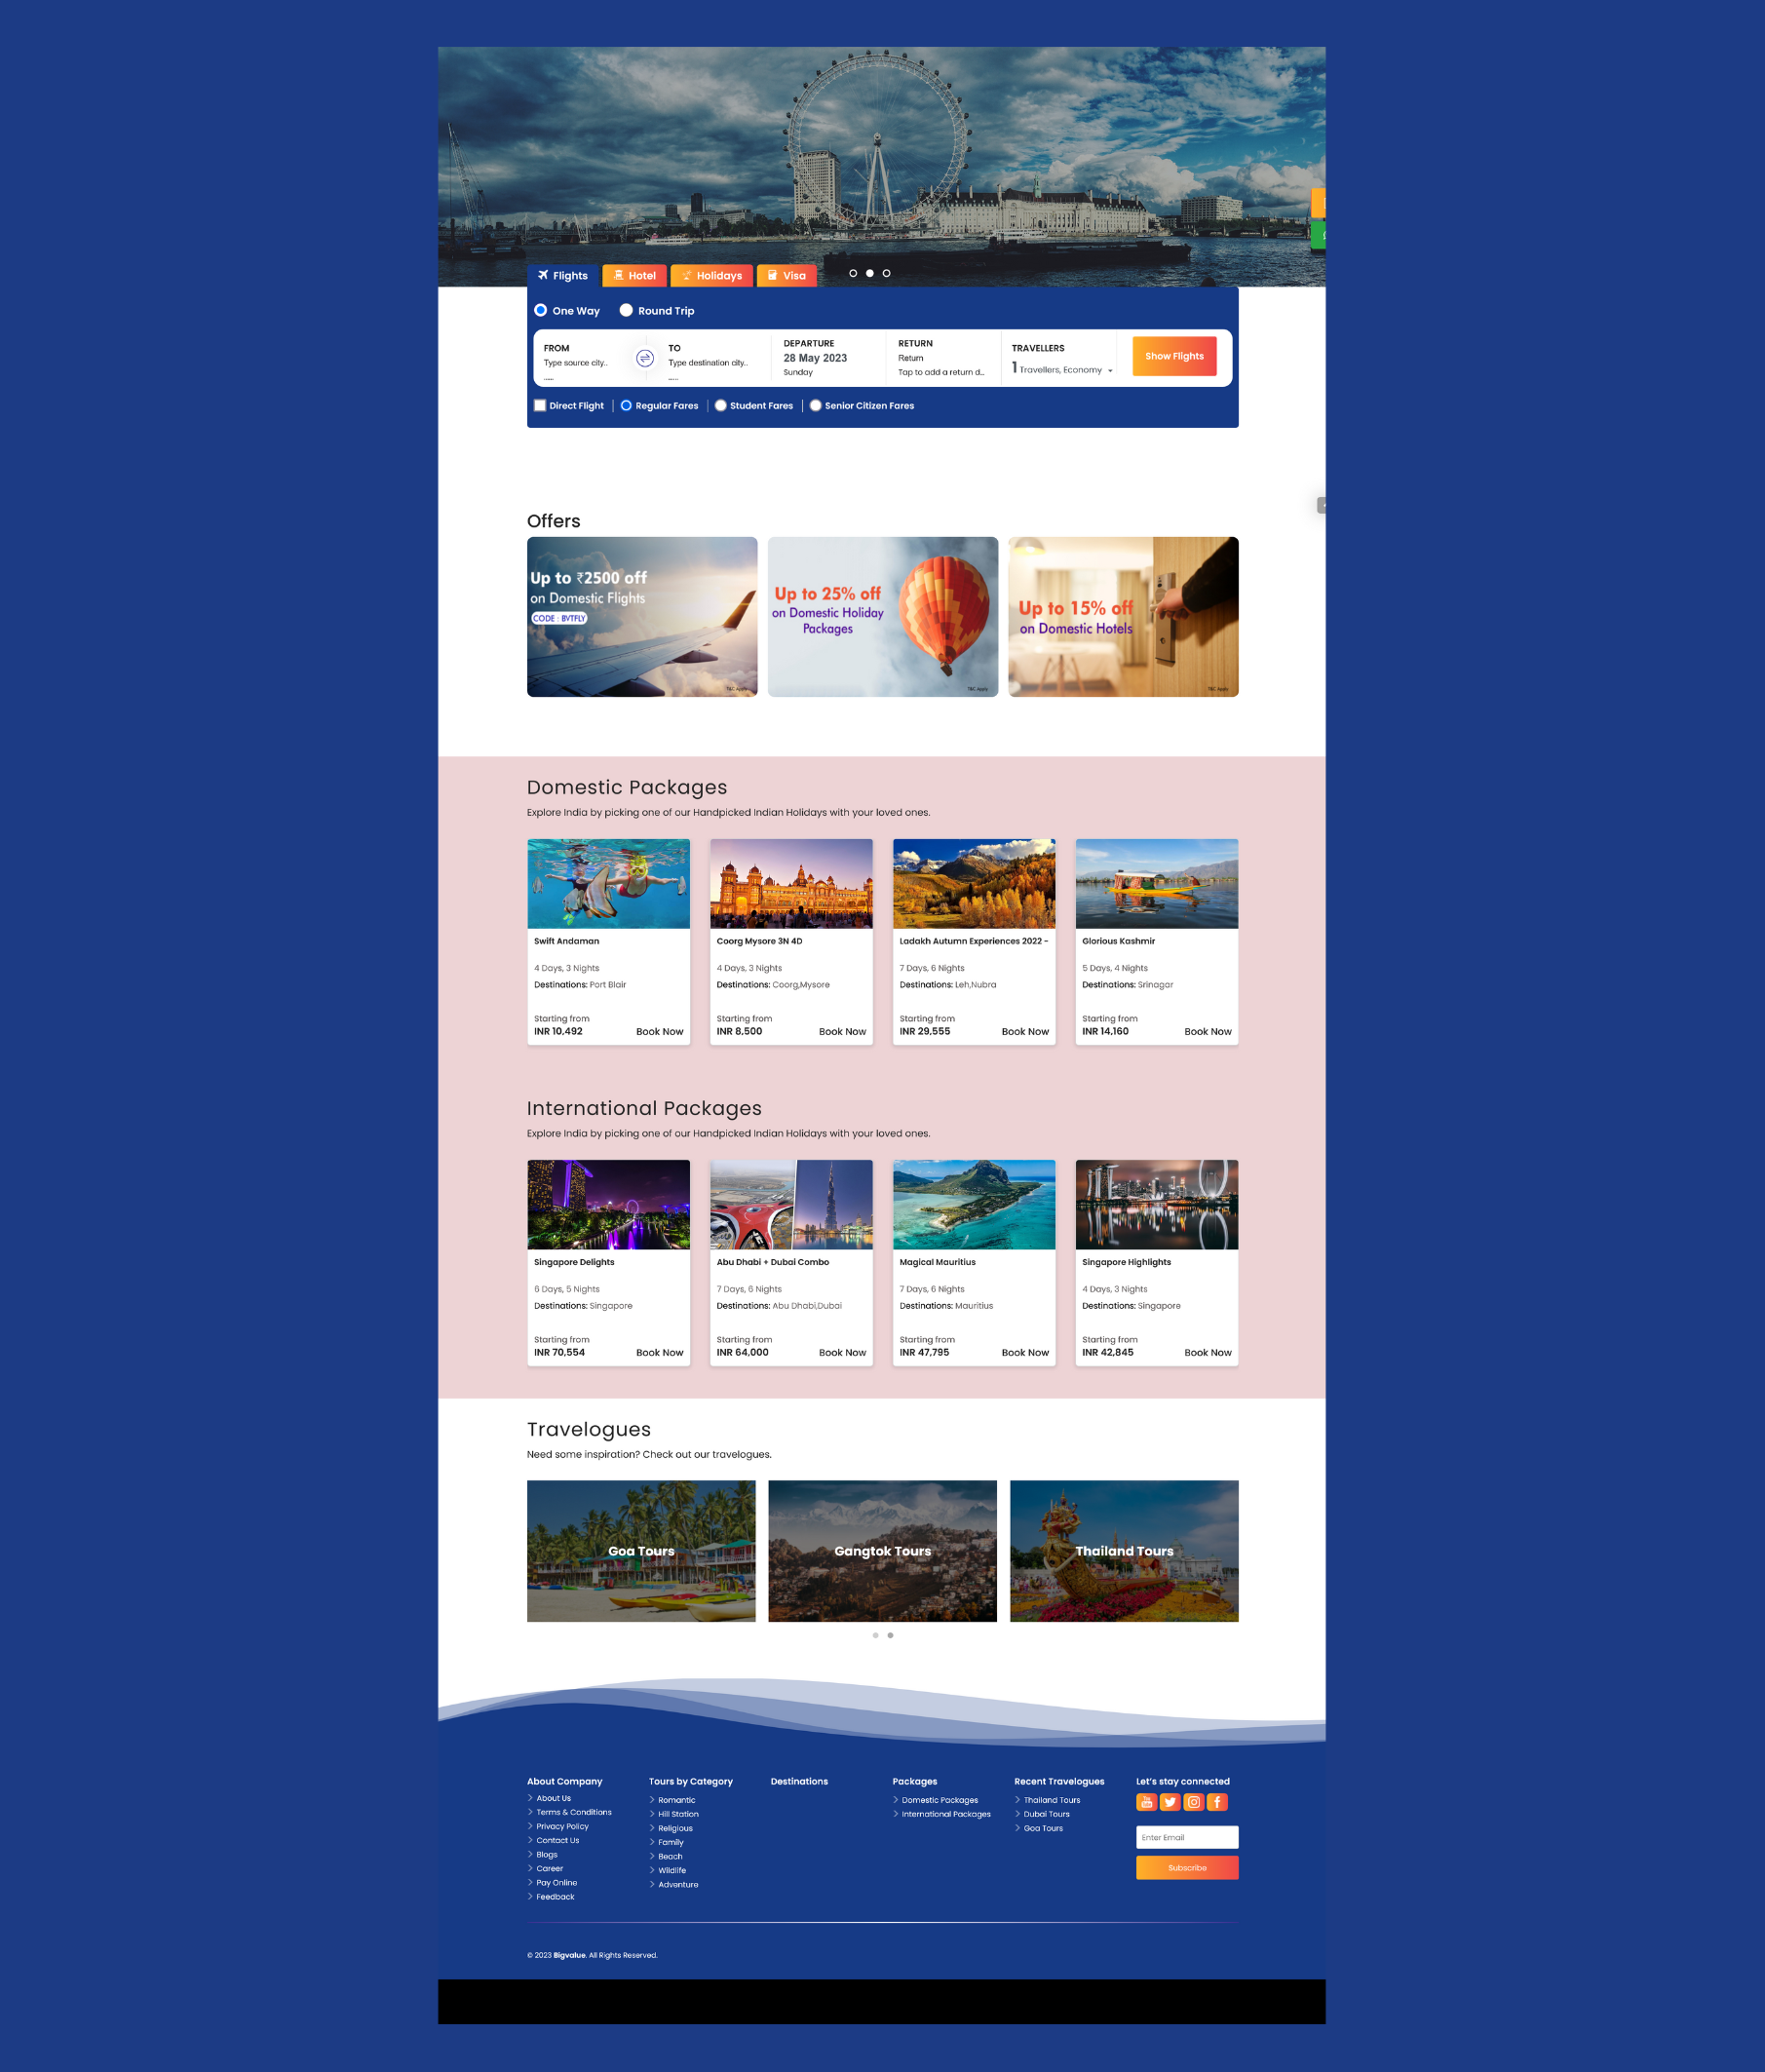 Flights
Hotel
Holidays
Visa
One Way
Round Trip
FROM
Type source city..
TO
Type destination city..
DEPARTURE
28 May 2023
Sunday
RETURN
Return
Tap to add a return d...
TRAVELLERS
1 Travellers, Economy
Show Flights
Direct Flight
Regular Fares
Student Fares
Senior Citizen Fares
Offers
Up to ₹2500 off
on Domestic Flights
CODE : BVTFLY
T&C Apply
Up to 25% off
on Domestic Holiday
Packages
T&C Apply
Up to 15% off
on Domestic Hotels
T&C Apply
Domestic Packages
Explore India by picking one of our Handpicked Indian Holidays with your loved ones.
Swift Andaman
4 Days, 3 Nights
Destinations: Port Blair
Starting from
INR 10,492
Book Now
Coorg Mysore 3N 4D
4 Days, 3 Nights
Destinations: Coorg,Mysore
Starting from
INR 8,500
Book Now
Ladakh Autumn Experiences 2022 -
7 Days, 6 Nights
Destinations: Leh,Nubra
Starting from
INR 29,555
Book Now
Glorious Kashmir
5 Days, 4 Nights
Destinations: Srinagar
Starting from
INR 14,160
Book Now
International Packages
Explore India by picking one of our Handpicked Indian Holidays with your loved ones.
Singapore Delights
6 Days, 5 Nights
Destinations: Singapore
Starting from
INR 70,554
Book Now
Abu Dhabi + Dubai Combo
7 Days, 6 Nights
Destinations: Abu Dhabi,Dubai
Starting from
INR 64,000
Book Now
Magical Mauritius
7 Days, 6 Nights
Destinations: Mauritius
Starting from
INR 47,795
Book Now
Singapore Highlights
4 Days, 3 Nights
Destinations: Singapore
Starting from
INR 42,845
Book Now
Travelogues
Need some inspiration? Check out our travelogues.
Goa Tours
Gangtok Tours
Thailand Tours
About Company
About Us
Terms & Conditions
Privacy Policy
Contact Us
Blogs
Career
Pay Online
Feedback
Tours by Category
Romantic
Hill Station
Religious
Family
Beach
Wildlife
Adventure
Destinations
Packages
Domestic Packages
International Packages
Recent Travelogues
Thailand Tours
Dubai Tours
Goa Tours
Let's stay connected
Enter Email
Subscribe
© 2023 Bigvalue. All Rights Reserved.